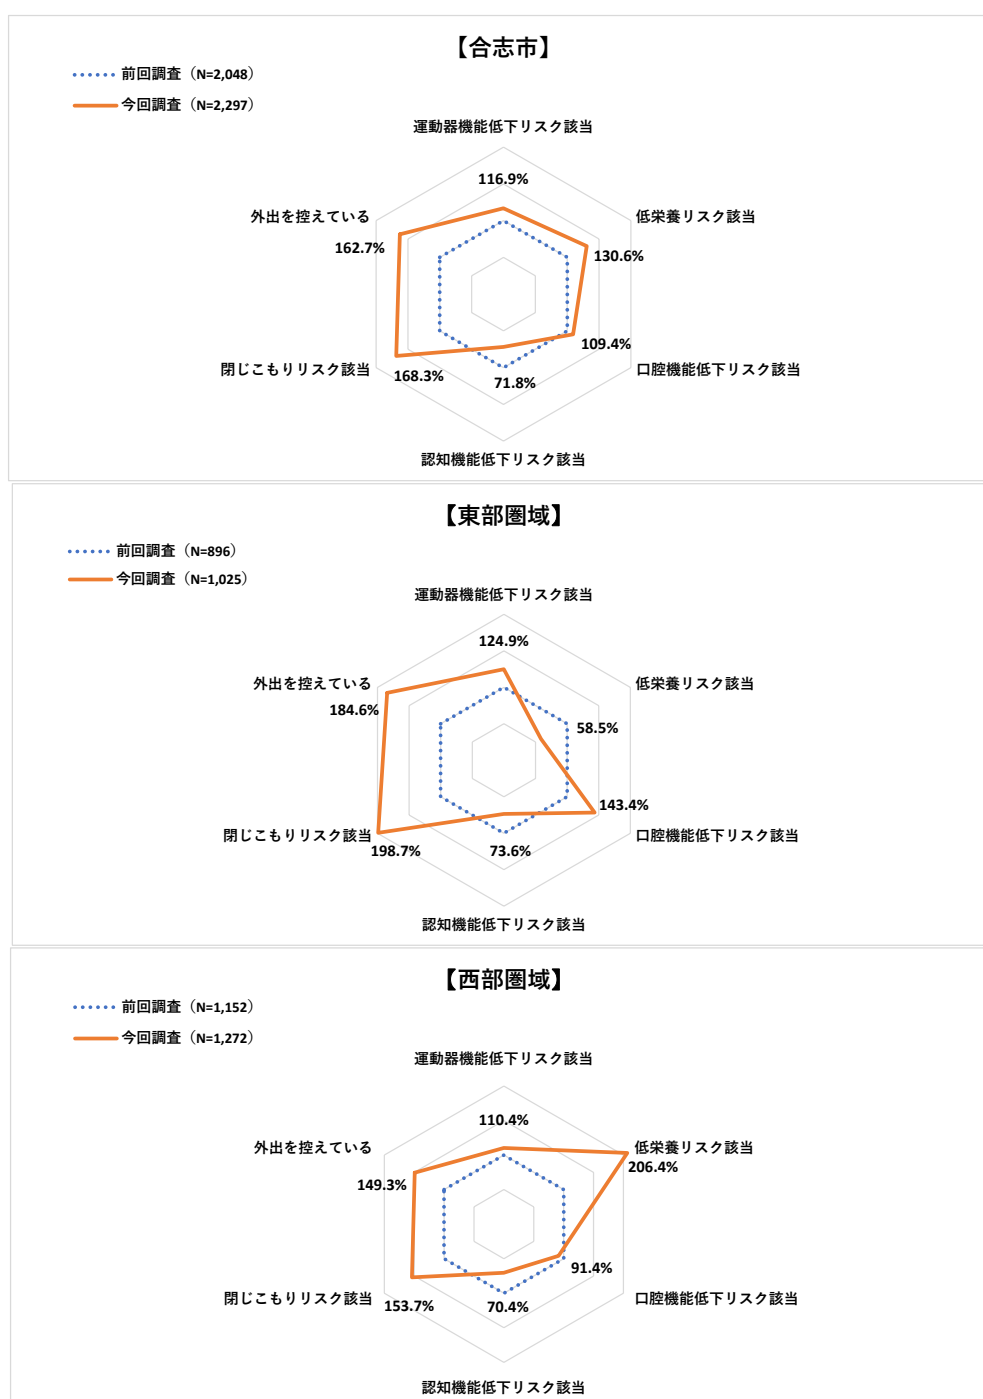 【合志市】
前回調査（N=2,048）
今回調査（N=2,297）
運動器機能低下リスク該当
116.9%
外出を控えている
低栄養リスク該当
162.7%
130.6%
109.4%
閉じこもりリスク該当
168.3%
71.8%
口腔機能低下リスク該当
認知機能低下リスク該当
【東部圏域】
前回調査（N=896）
今回調査（N=1,025）
運動器機能低下リスク該当
124.9%
外出を控えている
低栄養リスク該当
184.6%
58.5%
143.4%
閉じこもりリスク該当
口腔機能低下リスク該当
198.7%
73.6%
認知機能低下リスク該当
【西部圏域】
前回調査（N=1,152）
今回調査（N=1,272）
運動器機能低下リスク該当
110.4%
外出を控えている
低栄養リスク該当
206.4%
149.3%
91.4%
閉じこもりリスク該当
153.7%
70.4%
口腔機能低下リスク該当
認知機能低下リスク該当